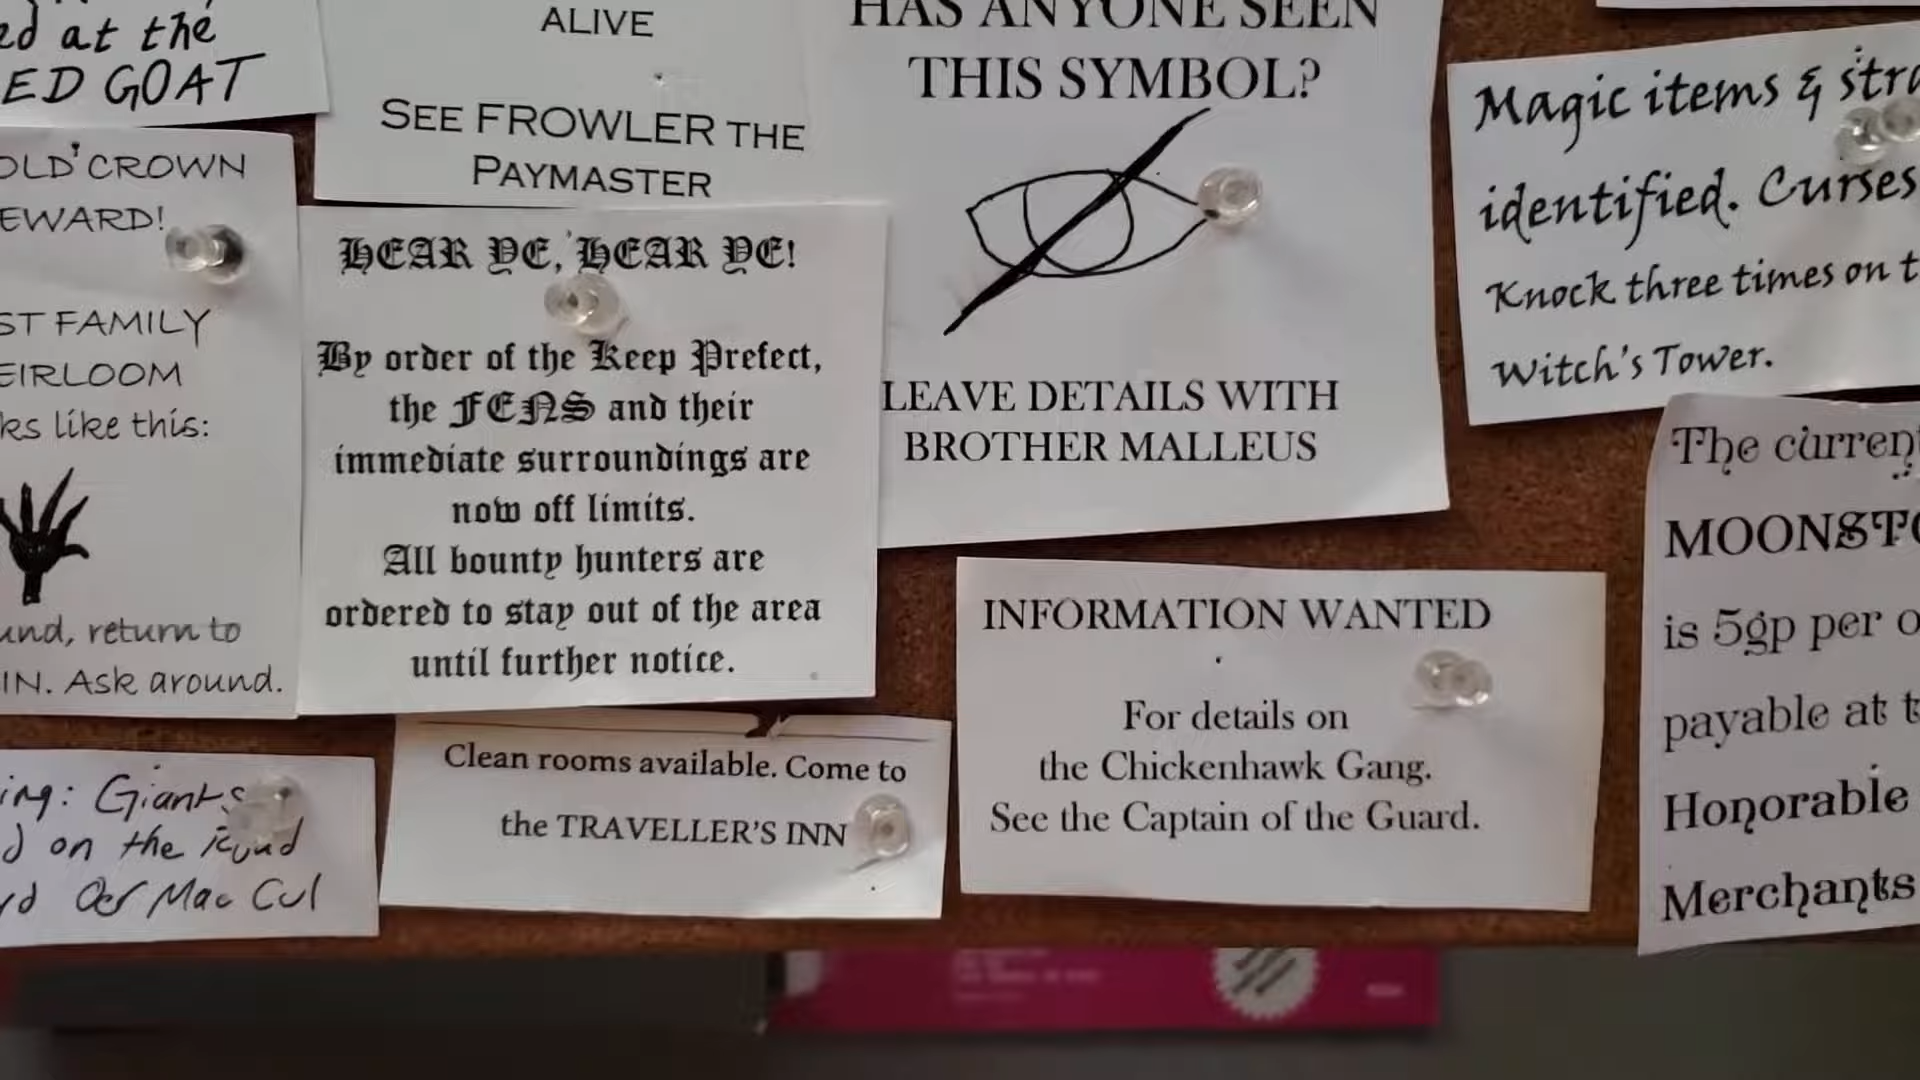 ed at the
ED GOAT
ALIVE
SEE FROWLER THE
PAYMASTER
HAS ANYONE SEEN
THIS SYMBOL?
LEAVE DETAILS WITH
BROTHER MALLEUS
Magic items & stra
identified. Curses
Knock three times on t
Witch's Tower.
OLD CROWN
EWARD!
ST FAMILY
EIRLOOM
ks like this:
und, return to
IN. Ask around.
HEAR YE, HEAR YE!
By order of the Keep Prefect,
the FENS and their
immediate surroundings are
now off limits.
All bounty hunters are
ordered to stay out of the area
until further notice.
INFORMATION WANTED
For details on
the Chickenhawk Gang.
See the Captain of the Guard.
The current
MOONSTO
is 5gp per o
payable at t
Honorable
Merchants
ing: Giants
d on the
Mac Cul
Clean rooms available. Come to
the TRAVELLER'S INN